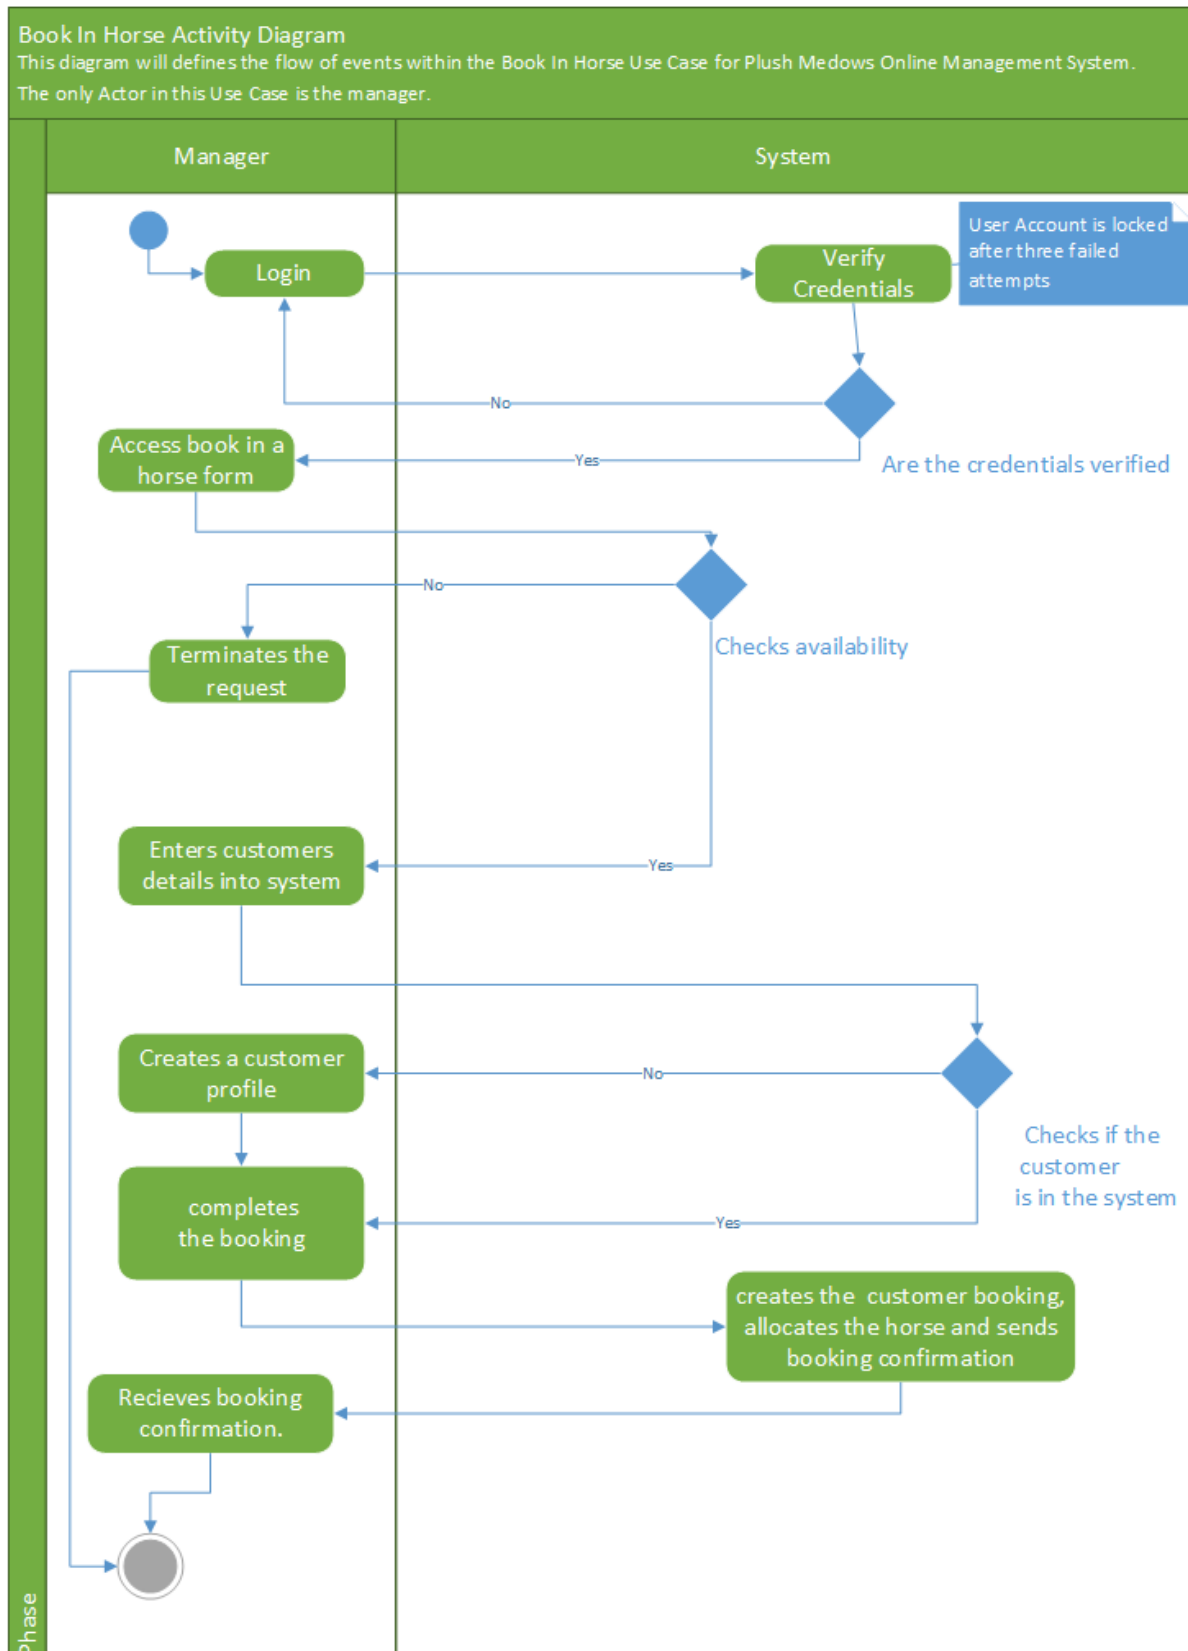 Book In Horse Activity Diagram
This diagram will defines the flow of events within the Book In Horse Use Case for Plush Medows Online Management System.
The only Actor in this Use Case is the manager.
Manager
System
User Account is locked
after three failed
attempts
Login
Verify
Credentials
No
Access book in a
horse form
Yes
Are the credentials verified
No
Checks availability
Terminates the
request
Enters customers
details into system
Yes
Creates a customer
profile
No
Checks if the
customer
is in the system
completes
the booking
Yes
creates the  customer booking,
allocates the horse and sends
booking confirmation
Recieves booking
confirmation.
Phase